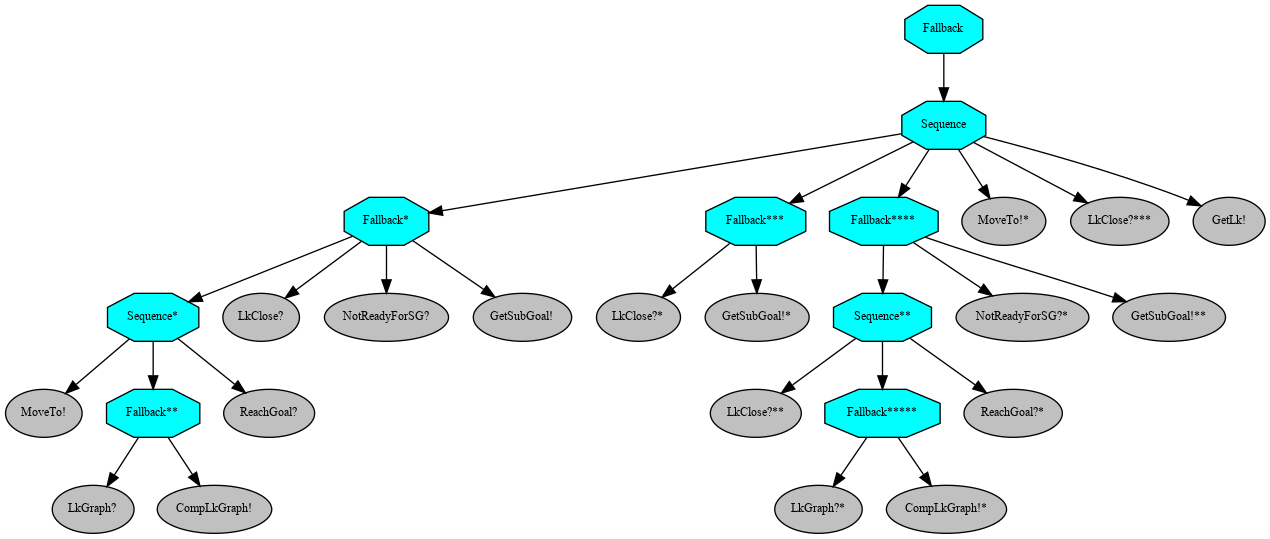 Fallback
Sequence
Fallback*
Fallback***
Fallback****
MoveTo!*
LkClose?***
GetLk!
Sequence*
LkClose?
NotReadyForSG?
GetSubGoal!
LkClose?*
GetSubGoal!*
Sequence**
NotReadyForSG?*
GetSubGoal!**
MoveTo!
Fallback**
ReachGoal?
LkClose?**
Fallback*****
ReachGoal?*
LkGraph?
CompLkGraph!
LkGraph?*
CompLkGraph!*